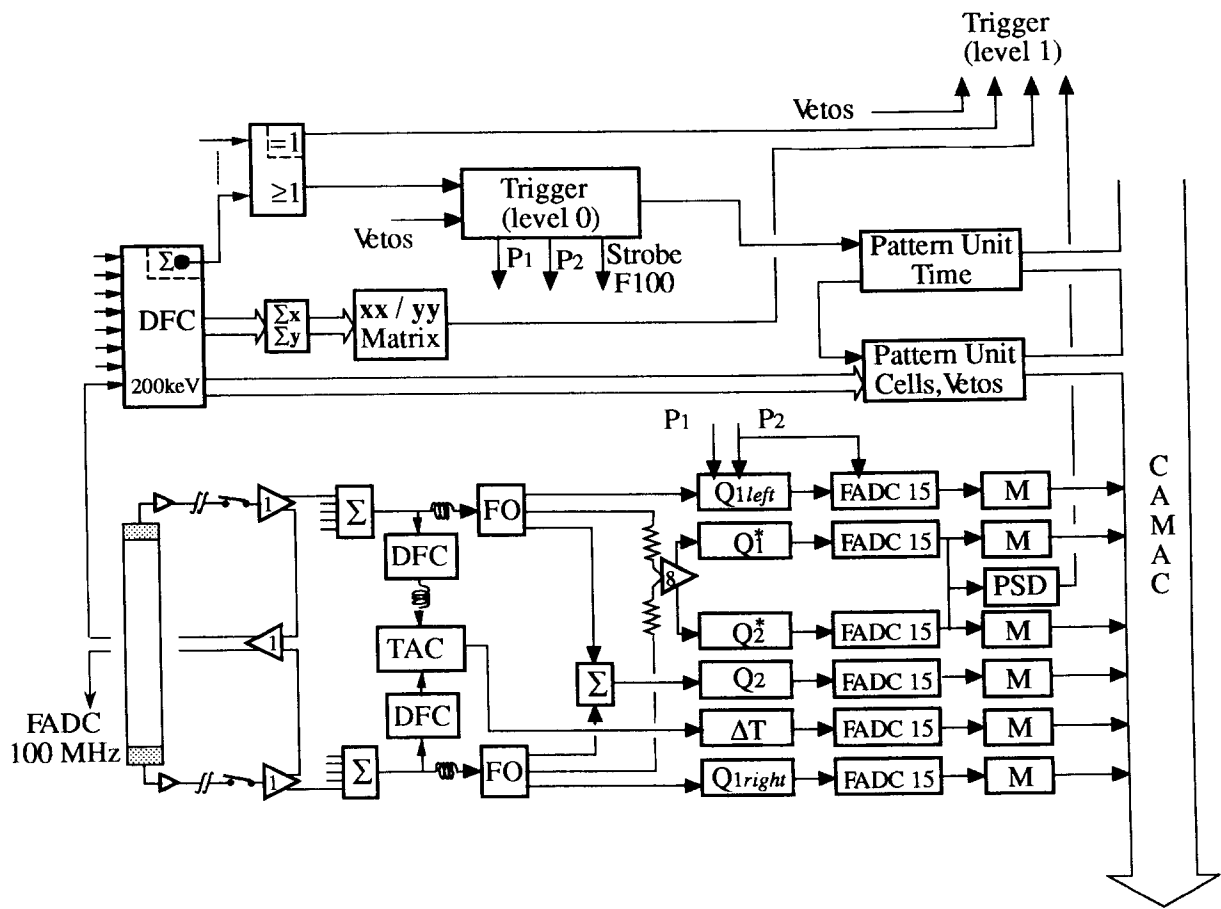 Trigger
(level 1)
Vetos
=1
≥1
Trigger
(level 0)
Vetos
P1
P2
Strobe
F100
Pattern Unit
Time
Σ
DFC
200keV
Σx
Σy
xx / yy
Matrix
Pattern Unit
Cells,Vetos
P1
P2
CAMAC
1
Σ
FO
Q1left
FADC 15
M
DFC
Q1*
FADC 15
M
8
PSD
1
TAC
Q2*
FADC 15
M
Σ
Q2
FADC 15
M
FADC
100 MHz
DFC
ΔT
FADC 15
M
1
Σ
FO
Q1right
FADC 15
M